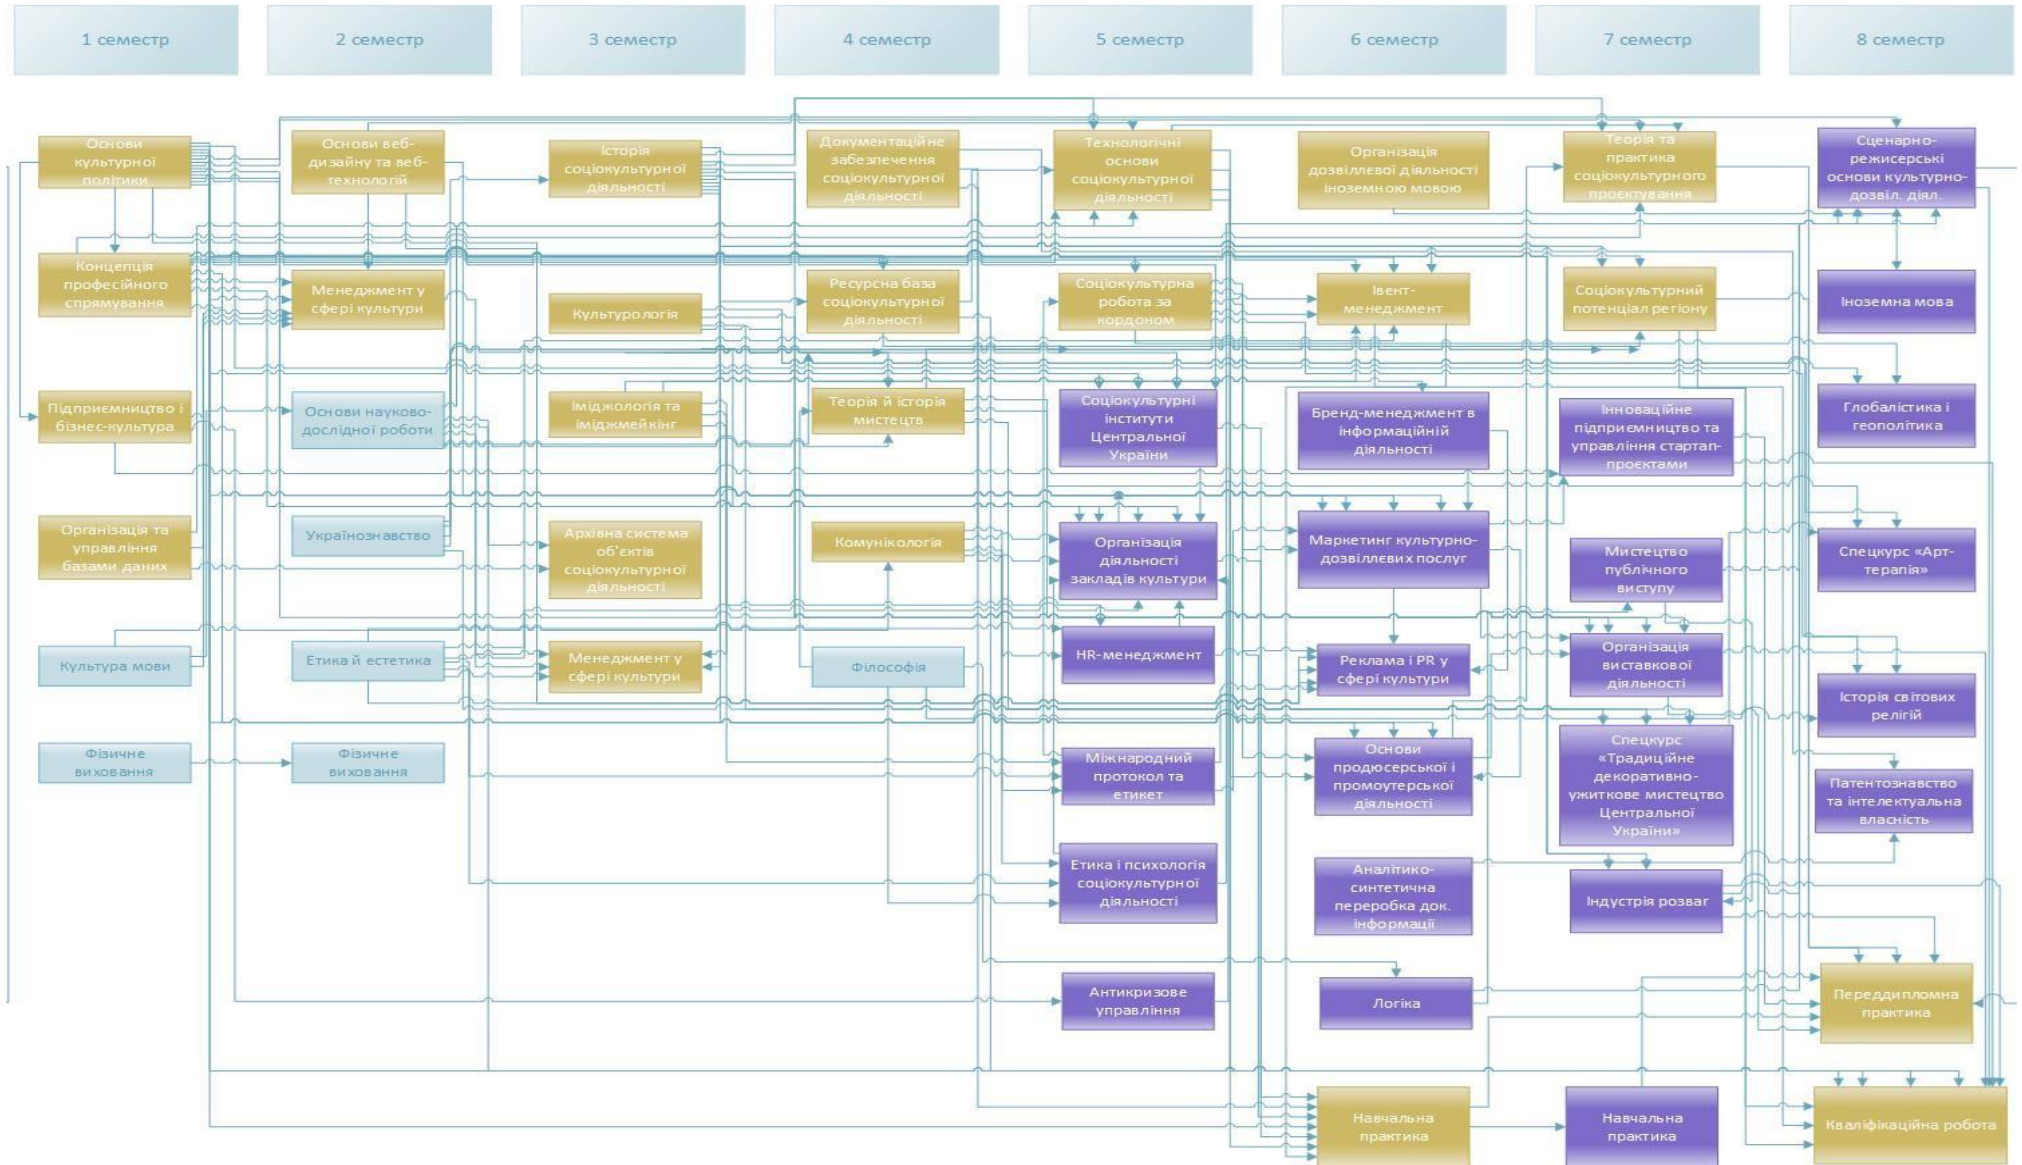 1 семестр
2 семестр
3 семестр
4 семестр
5 семестр
6 семестр
7 семестр
8 семестр
Основи
культурної
політики
Основи веб-
дизайну та веб-
технологій
Історія
соціокультурної
діяльності
Документаційне
забезпечення
соціокультурної
діяльності
Технологічні
основи
соціокультурної
діяльності
Організація
дозвіллєвої діяльності
іноземною мовою
Теорія та
практика
соціокультурного
проєктування
Сценарно-
режисерські
основи культурно-
дозвіл. діял.
Концепція
професійного
спрямування
Менеджмент у
сфері культури
Культурологія
Ресурсна база
соціокультурної
діяльності
Соціокультурна
робота за
кордоном
Івент-
менеджмент
Соціокультурний
потенціал регіону
Іноземна мова
Підприємництво і
бізнес-культура
Основи науково-
дослідної роботи
Іміджологія та
іміджмейкінг
Теорія й історія
мистецтв
Соціокультурні
інститути
Центральної
України
Бренд-менеджмент в
інформаційній
діяльності
Інноваційне
підприємництво та
управління стартап-
проєктами
Глобалістика і
геополітика
Організація та
управління
базами даних
Українознавство
Архівна система
об'єктів
соціокультурної
діяльності
Комунікологія
Організація
діяльності
закладів культури
Маркетинг культурно-
дозвіллєвих послуг
Мистецтво
публічного
виступу
Спецкурс «Арт-
терапія»
Культура мови
Етика й естетика
Менеджмент у
сфері культури
Філософія
HR-менеджмент
Реклама і PR у
сфері культури
Організація
виставкової
діяльності
Історія світових
релігій
Фізичне
виховання
Фізичне
виховання
Міжнародний
протокол та
етикет
Основи
продюсерської і
промоутерської
діяльності
Спецкурс
«Традиційне
декоративно-
ужиткове мистецтво
Центральної
України»
Патентознавство
та інтелектуальна
власність
Етика і психологія
соціокультурної
діяльності
Аналітико-
синтетична
переробка док.
інформації
Індустрія розваг
Антикризове
управління
Логіка
Переддипломна
практика
Навчальна
практика
Навчальна
практика
Кваліфікаційна робота